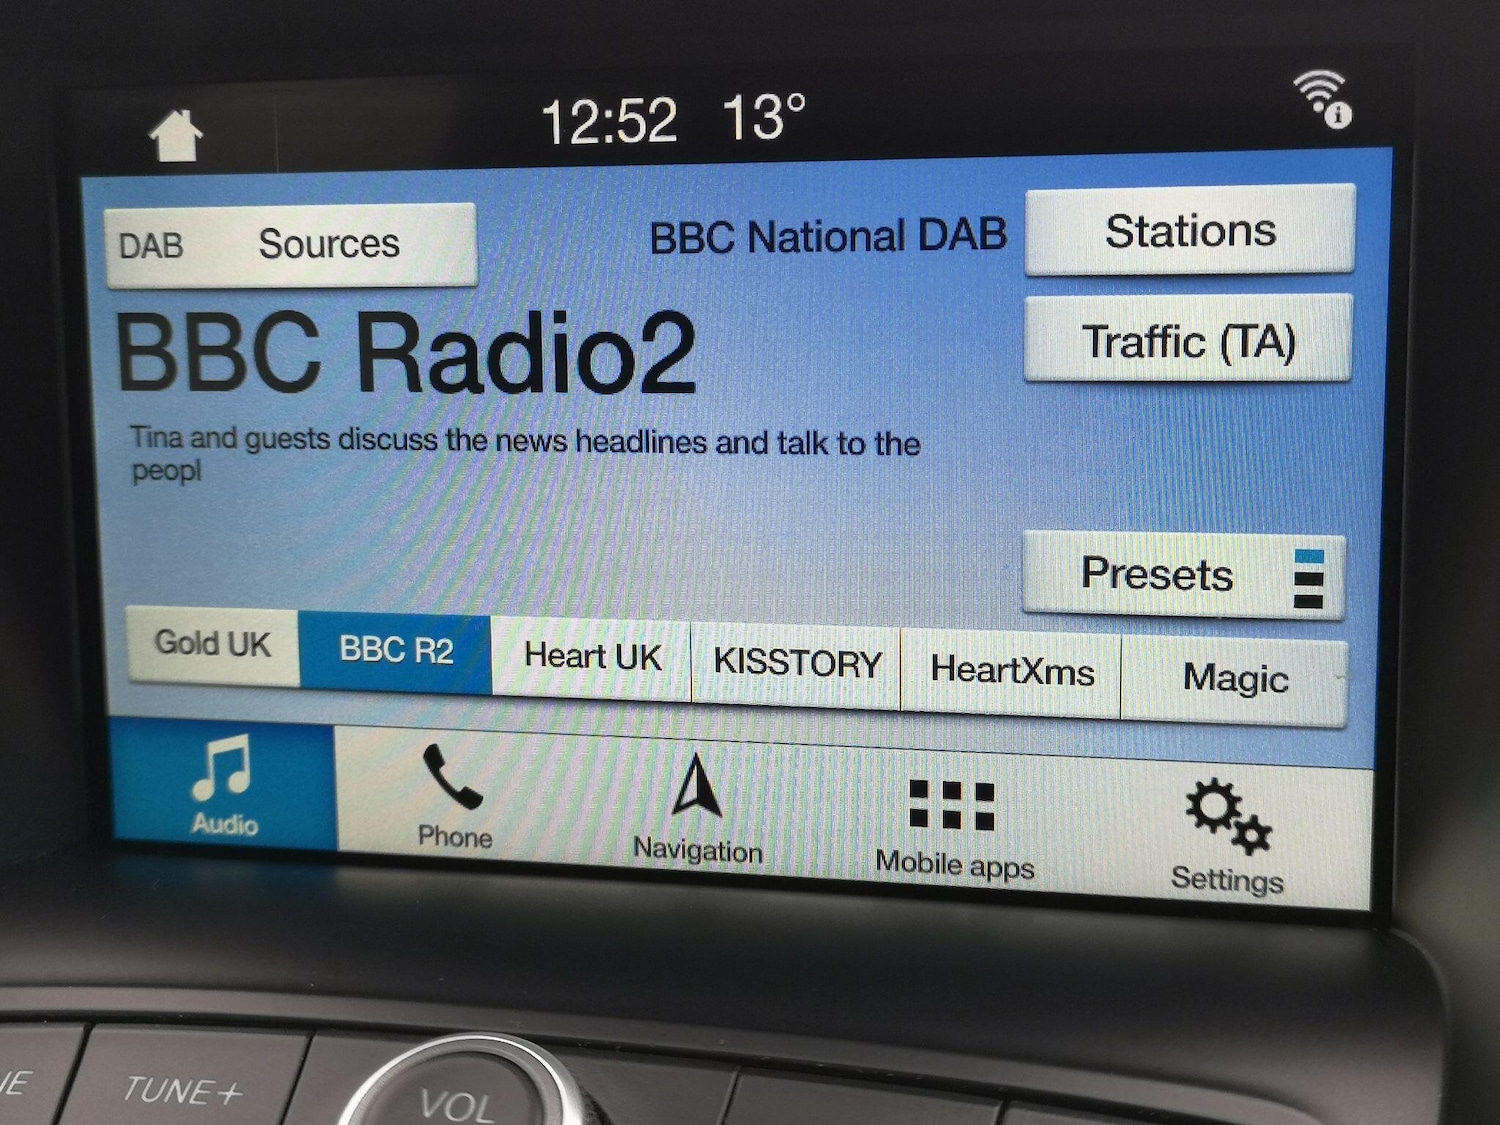 12:52 13°
DAB Sources
BBC National DAB
Stations
BBC Radio2
Traffic (TA)
Tina and guests discuss the news headlines and talk to the
peopl
Presets
Gold UK
BBC R2
Heart UK
KISSTORY
HeartXms
Magic
Audio
Phone
Navigation
Mobile apps
Settings
TUNE+
VOL